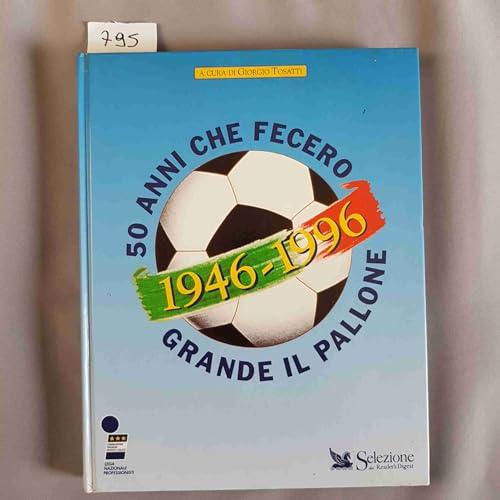 795
A CURA DI GIORGIO TOSATTI
50 ANNI CHE FECERO
1946-1996
GRANDE IL PALLONE
LEGA
NAZIONALE
PROFESSIONISTI
Selezione
dal Reader's Digest